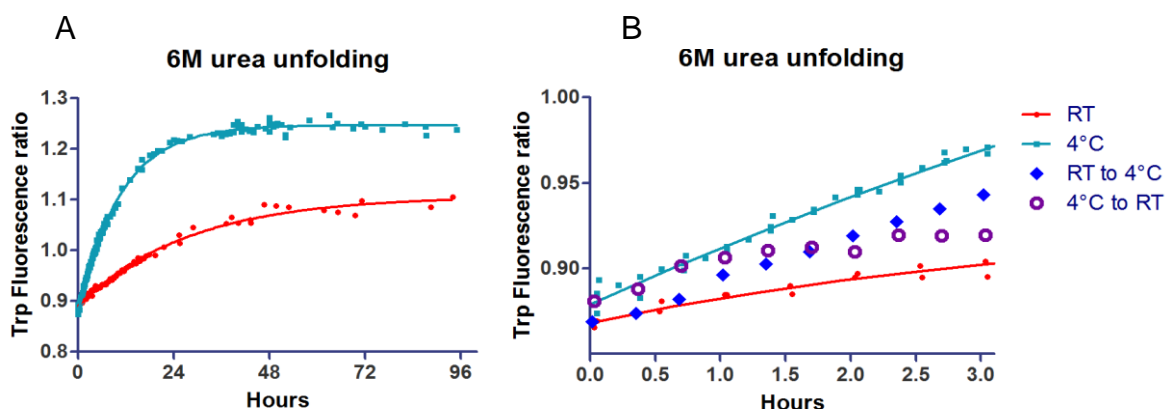 A
6M urea unfolding
Trp Fluorescence ratio
1.3
1.2
1.1
1.0
0.9
0.8
0
24
48
72
96
Hours
B
6M urea unfolding
Trp Fluorescence ratio
1.00
0.95
0.90
0.0
0.5
1.0
1.5
2.0
2.5
3.0
Hours
RT
4°C
RT to 4°C
4°C to RT